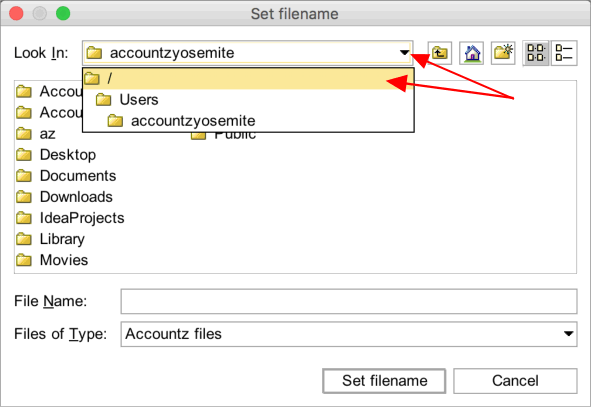 Set filename
Look In: accountzyosemite
/
Users
accountzyosemite
Accou
Accou
az Public
Desktop
Documents
Downloads
IdeaProjects
Library
Movies
File Name:
Files of Type: Accountz files
Set filename Cancel